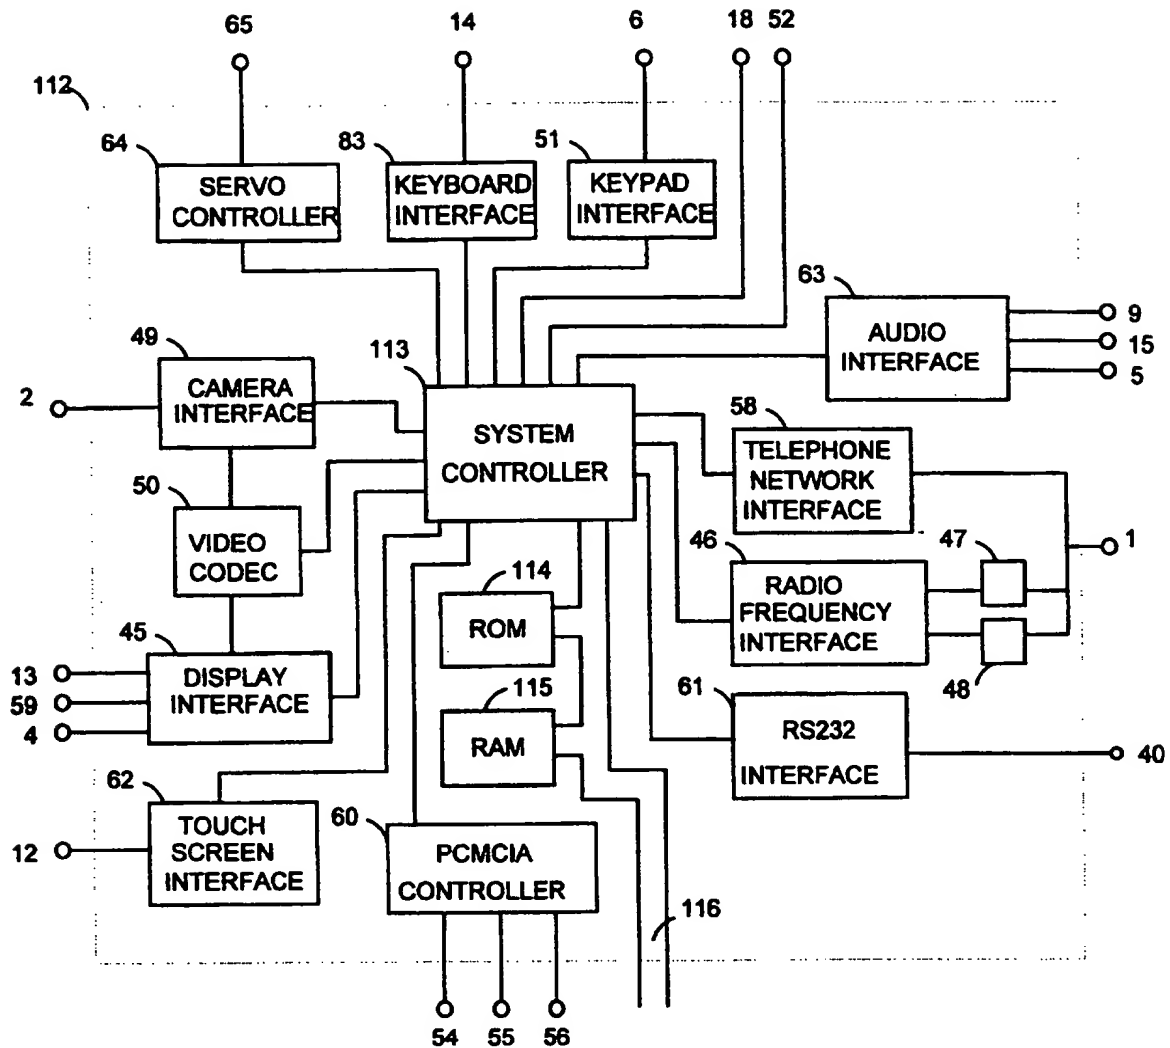 65
14
6
18
52
112
64
83
51
SERVO
CONTROLLER
KEYBOARD
INTERFACE
KEYPAD
INTERFACE
63
AUDIO
INTERFACE
9
15
5
49
113
2
CAMERA
INTERFACE
SYSTEM
CONTROLLER
58
TELEPHONE
NETWORK
INTERFACE
50
VIDEO
CODEC
46
47
1
RADIO
FREQUENCY
INTERFACE
48
114
ROM
45
13
59
4
DISPLAY
INTERFACE
115
RAM
61
RS232
INTERFACE
40
62
12
TOUCH
SCREEN
INTERFACE
60
PCMCIA
CONTROLLER
116
54
55
56